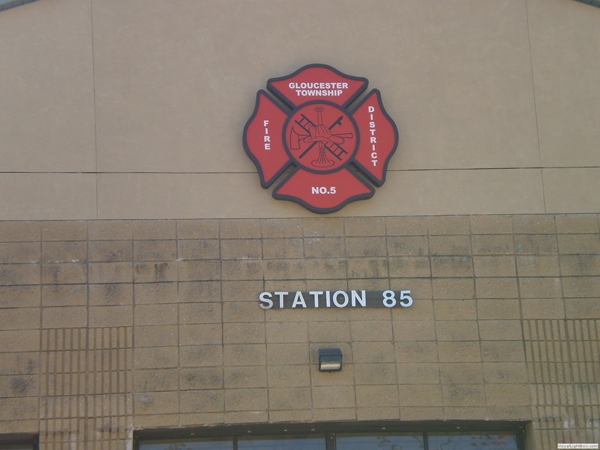 GLOUCESTER
TOWNSHIP
FIRE
DISTRICT
NO.5
STATION 85